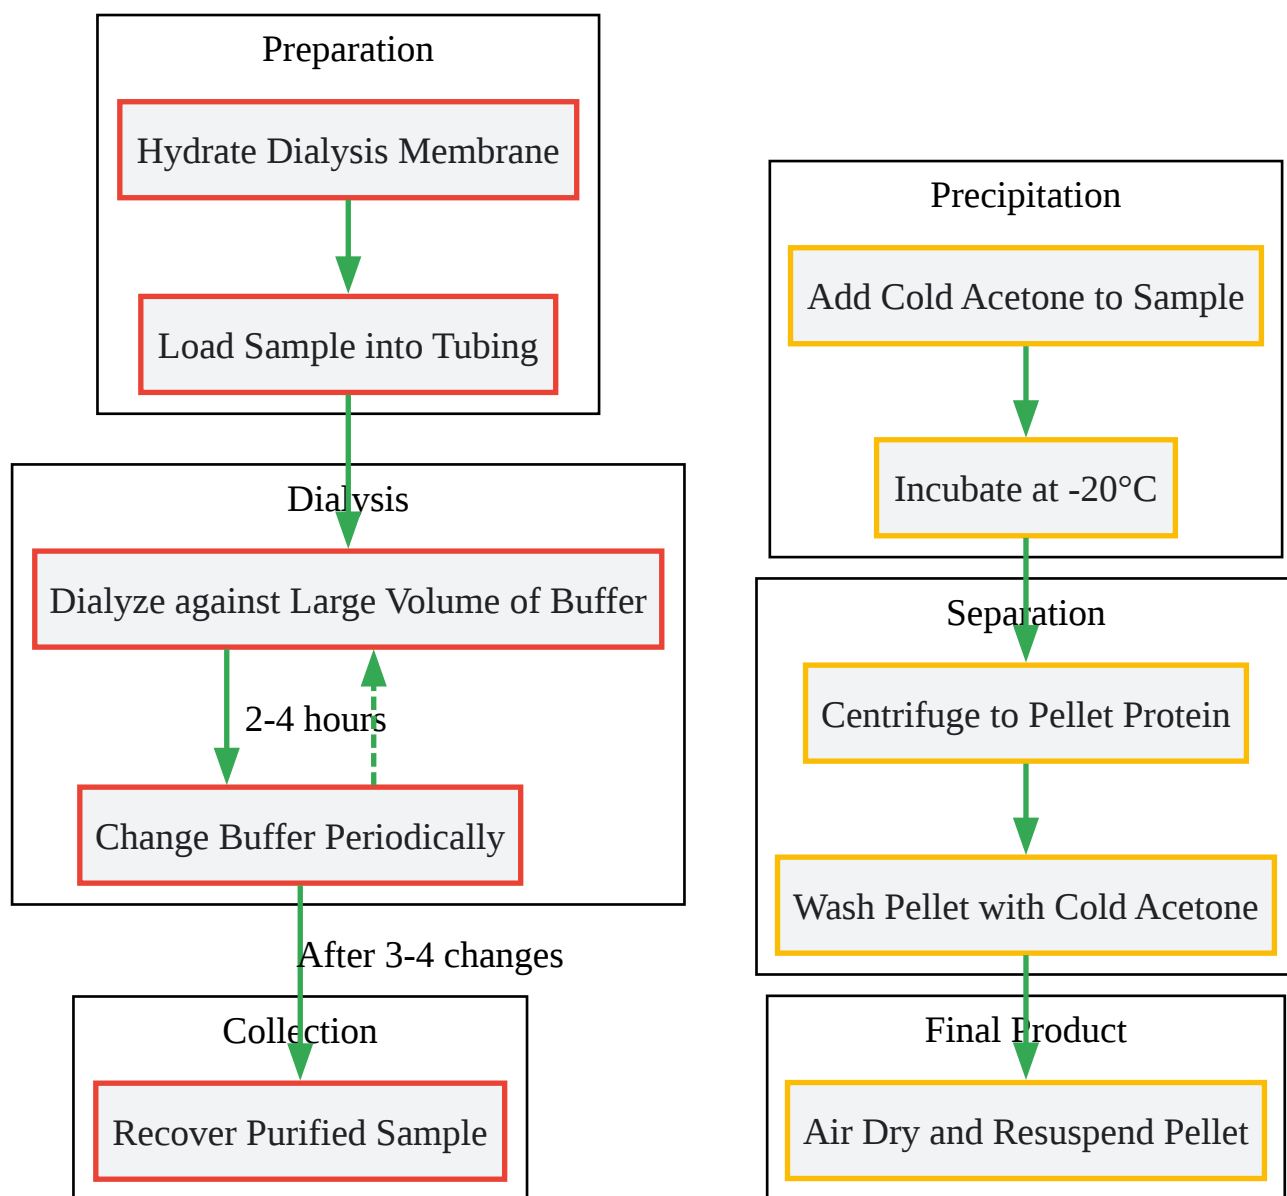 Preparation
Hydrate Dialysis Membrane
Load Sample into Tubing
Dialysis
Dialyze against Large Volume of Buffer
2-4 hours
Change Buffer Periodically
After 3-4 changes
Collection
Recover Purified Sample
Precipitation
Add Cold Acetone to Sample
Incubate at -20°C
Separation
Centrifuge to Pellet Protein
Wash Pellet with Cold Acetone
Final Product
Air Dry and Resuspend Pellet